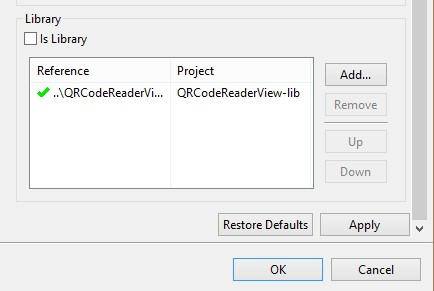 Library
Is Library
Reference Project
..\QRCodeReaderVi... QRCodeReaderView-lib
Add...
Remove
Up
Down
Restore Defaults Apply
OK Cancel